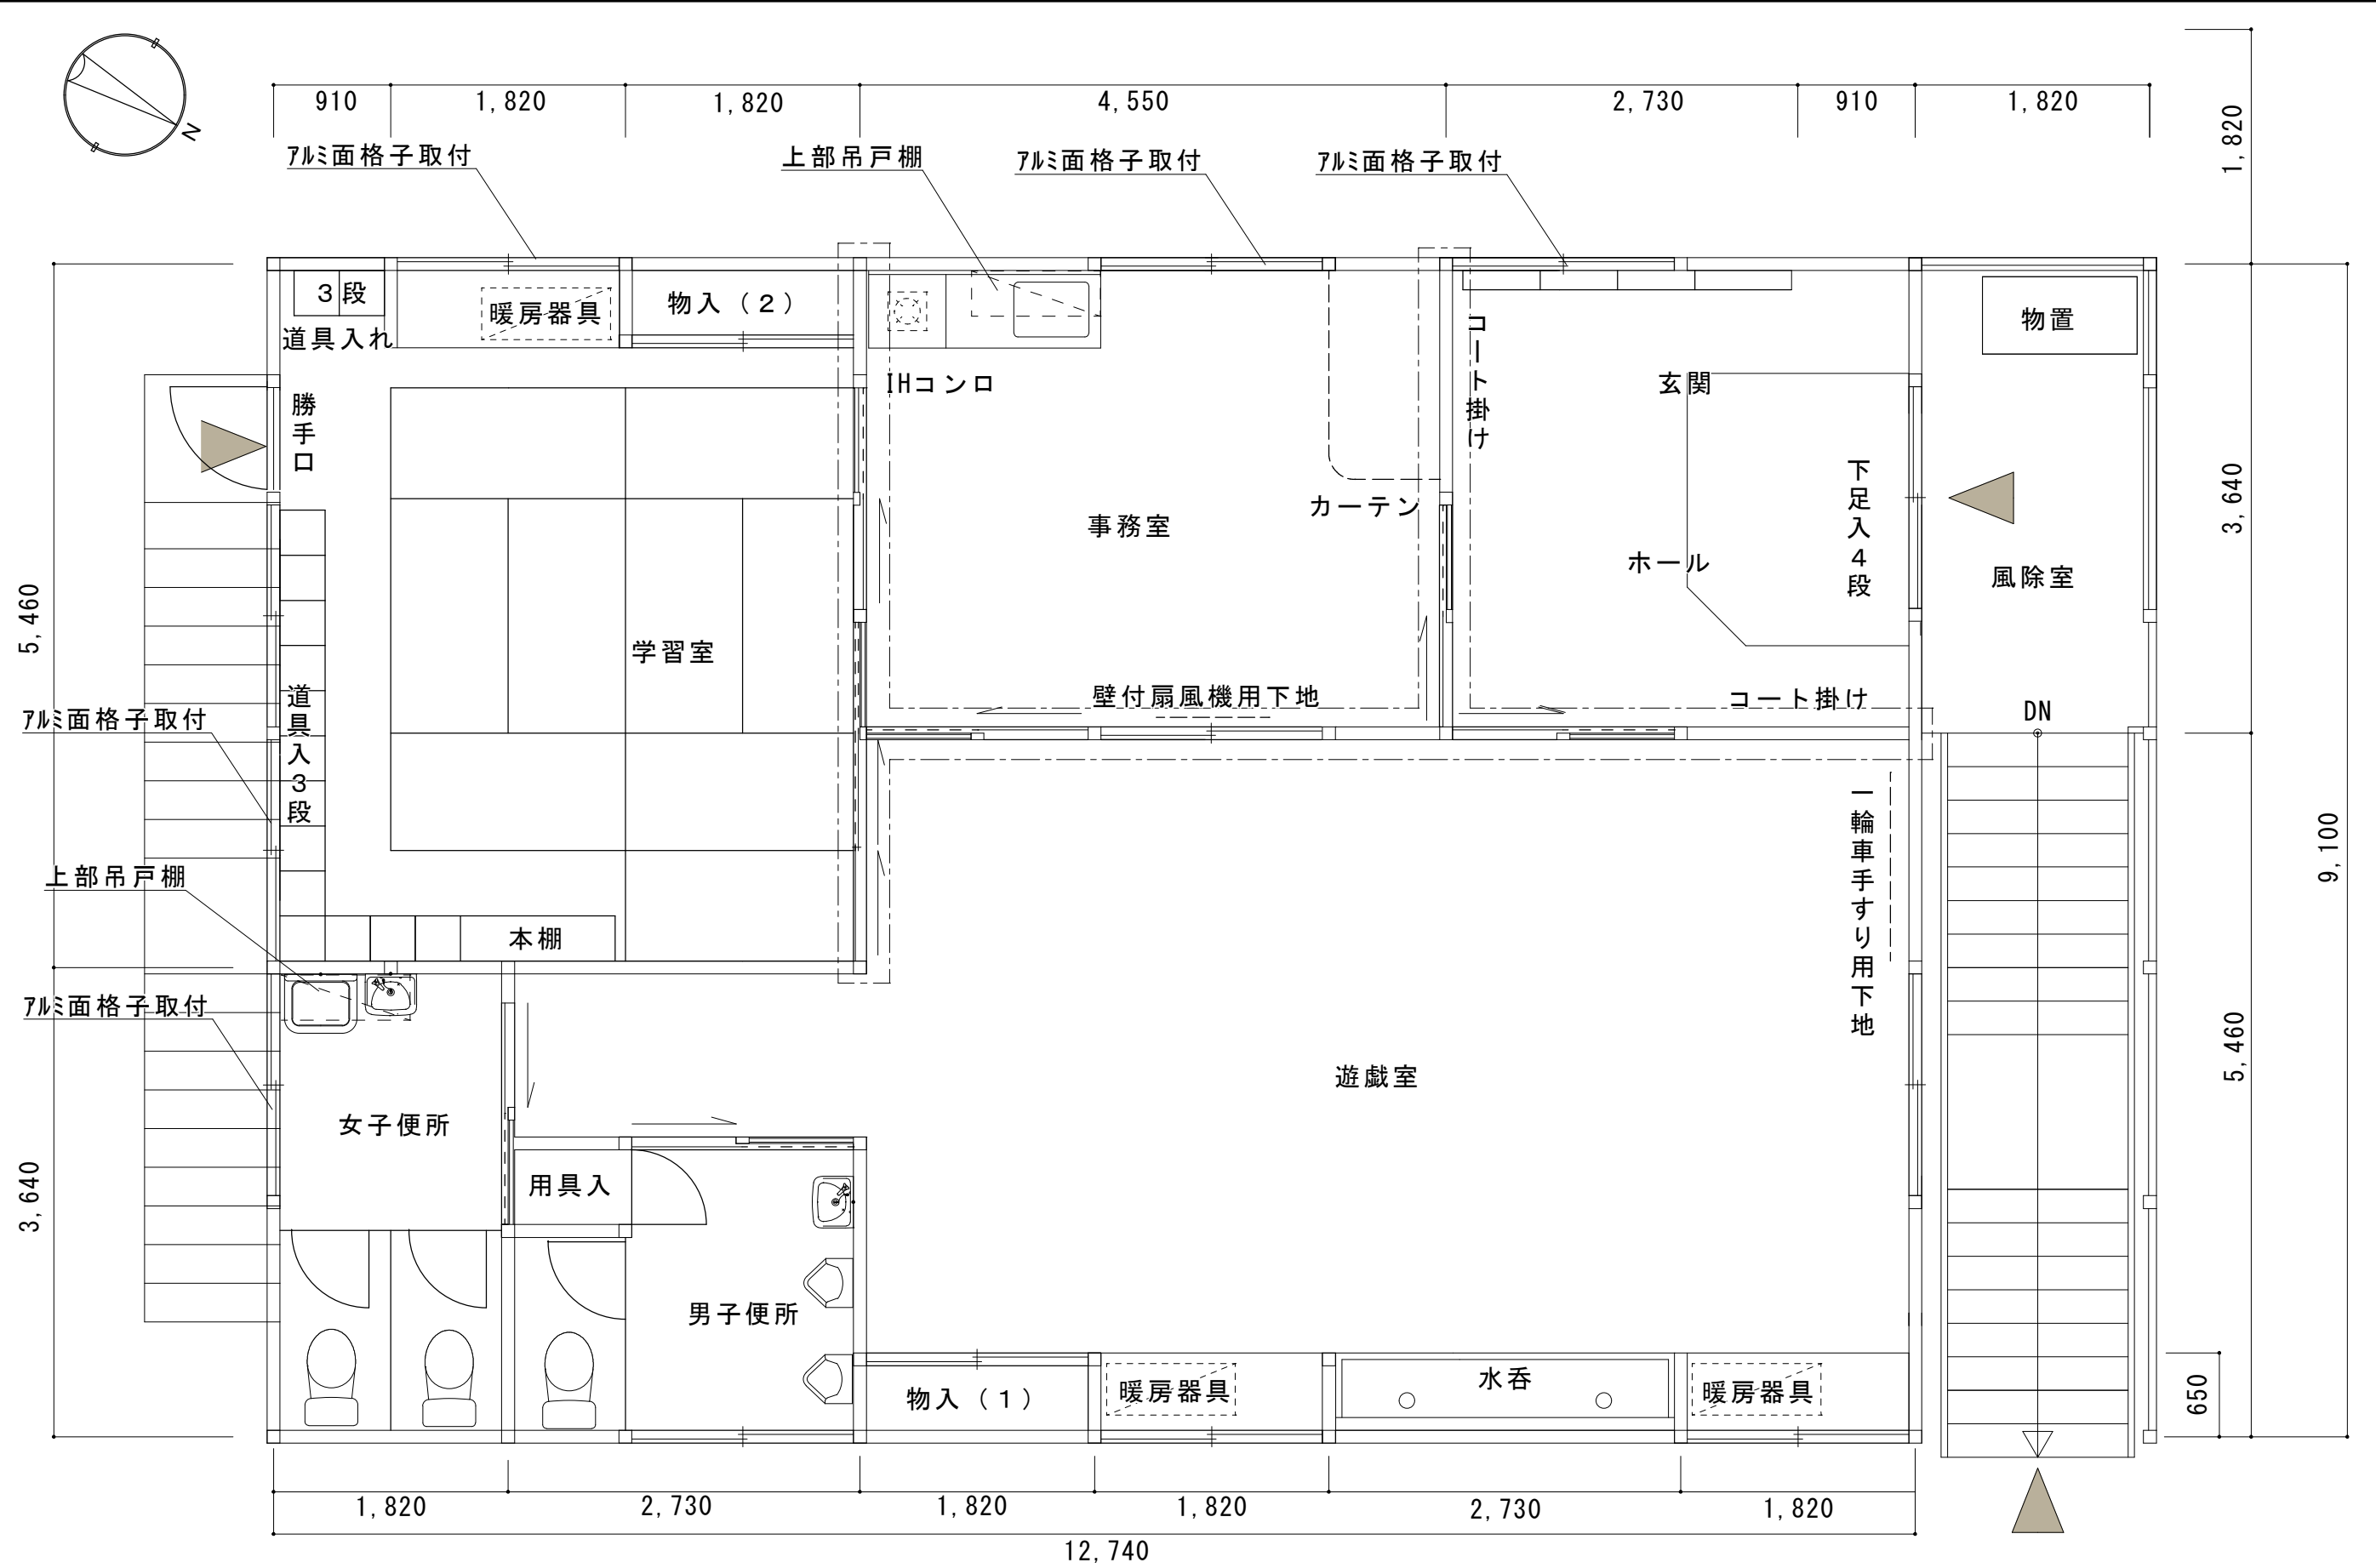 910
1,820
1,820
4,550
2,730
910
1,820
1,820
N
ｱﾙﾐ面格子取付
上部吊戸棚
ｱﾙﾐ面格子取付
ｱﾙﾐ面格子取付
3段
道具入れ
暖房器具
物入（2）
IHコンロ
コート掛け
玄関
物置
勝手口
事務室
カーテン
ホール
下足入4段
風除室
3,640
5,460
学習室
道具入3段
ｱﾙﾐ面格子取付
壁付扇風機用下地
コート掛け
DN
一輪車手すり用下地
9,100
上部吊戸棚
本棚
ｱﾙﾐ面格子取付
遊戯室
5,460
女子便所
用具入
3,640
男子便所
物入（1）
暖房器具
水呑
暖房器具
650
1,820
2,730
1,820
1,820
2,730
1,820
12,740